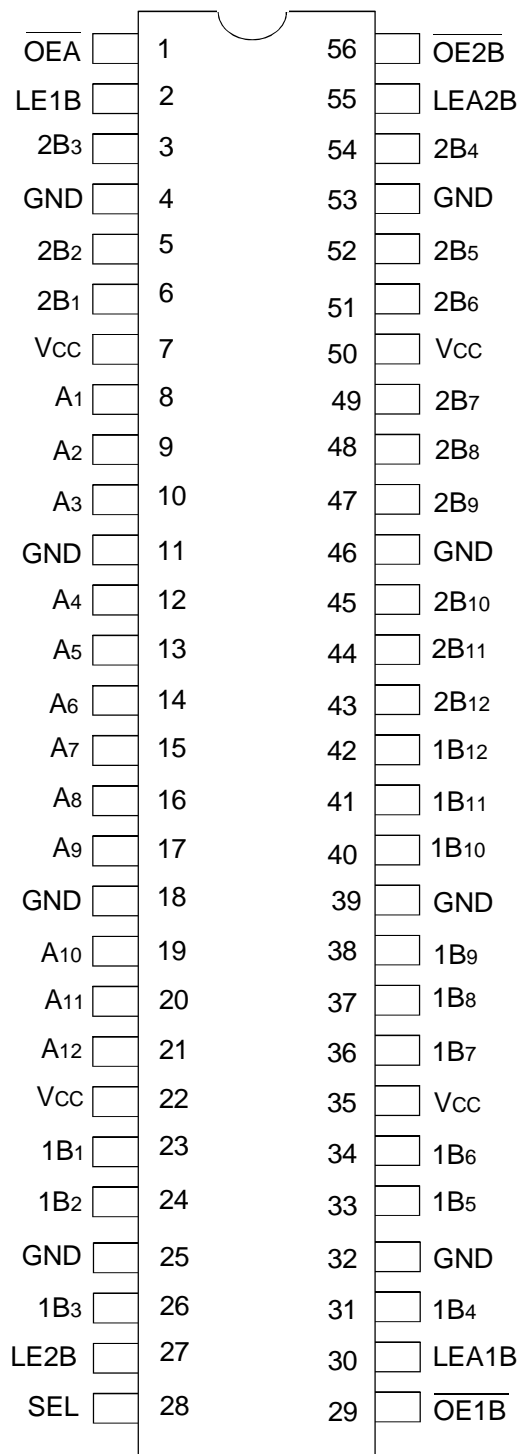 OEA 1 56 OE2B
LE1B 2 55 LEA2B
2B3 3 54 2B4
GND 4 53 GND
2B2 5 52 2B5
2B1 6 51 2B6
VCC 7 50 VCC
A1 8 49 2B7
A2 9 48 2B8
A3 10 47 2B9
GND 11 46 GND
A4 12 45 2B10
A5 13 44 2B11
A6 14 43 2B12
A7 15 42 1B12
A8 16 41 1B11
A9 17 40 1B10
GND 18 39 GND
A10 19 38 1B9
A11 20 37 1B8
A12 21 36 1B7
VCC 22 35 VCC
1B1 23 34 1B6
1B2 24 33 1B5
GND 25 32 GND
1B3 26 31 1B4
LE2B 27 30 LEA1B
SEL 28 29 OE1B